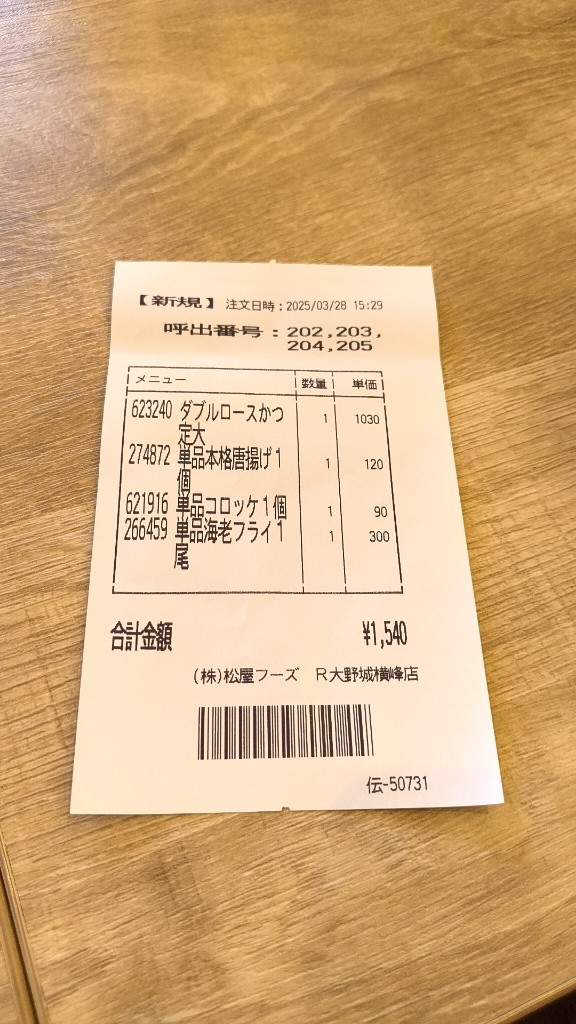 【新規】 注文日時：2025/03/28 15:29
呼出番号：202,203,
204,205
メニュー 数量 単価
623240 ダブルロースかつ 1 1030
定大
274872 単品本格唐揚げ1 1 120
個
621916 単品コロッケ1個 1 90
266459 単品海老フライ1 1 300
尾
合計金額 ¥1,540
(株)松屋フーズ R大野城横峰店
伝-50731